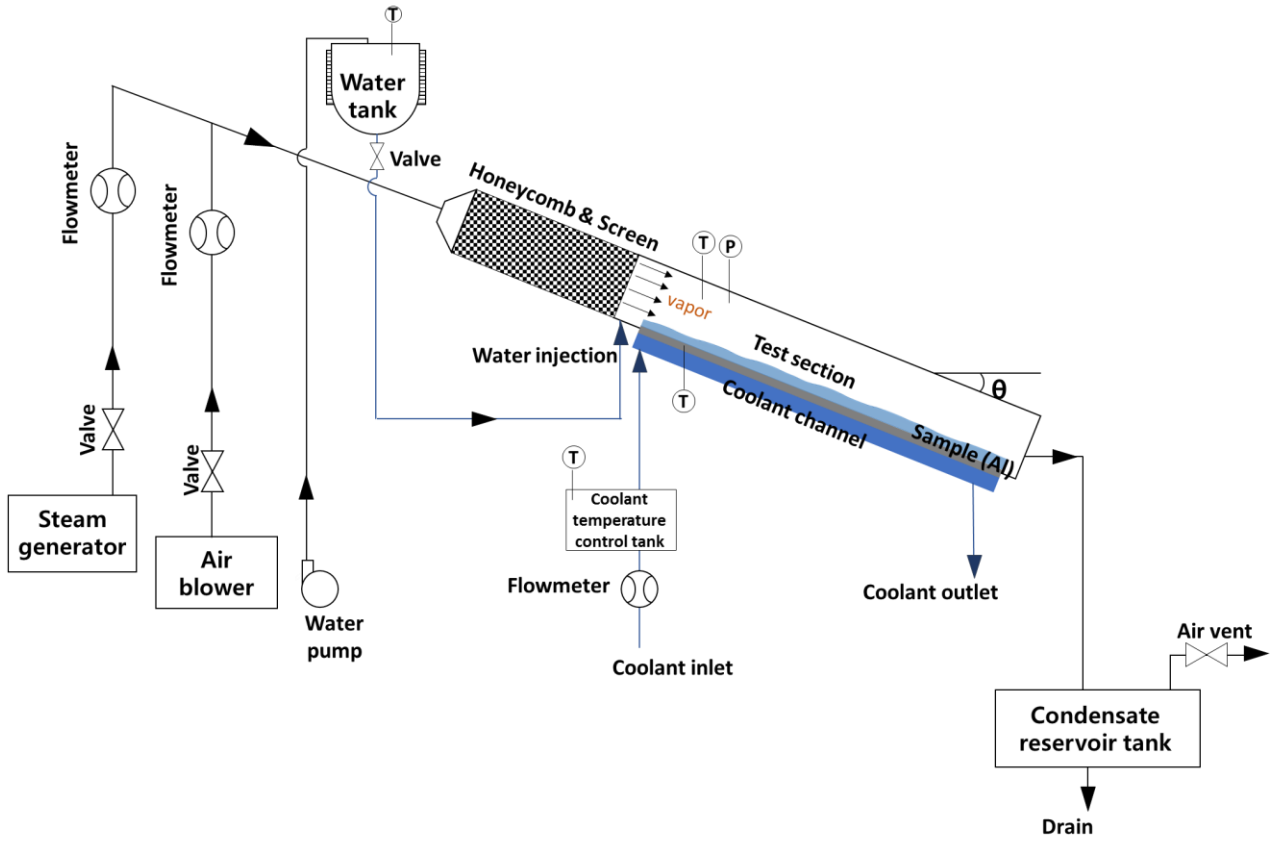 T
Water
tank
Valve
Flowmeter
Flowmeter
Honeycomb & Screen
T
P
vapor
Water injection
Test section
θ
T
Coolant channel
Sample (Al)
Valve
Valve
T
Steam
generator
Air
blower
Coolant
temperature
control tank
Flowmeter
Coolant outlet
Water
pump
Coolant inlet
Air vent
Condensate
reservoir tank
Drain